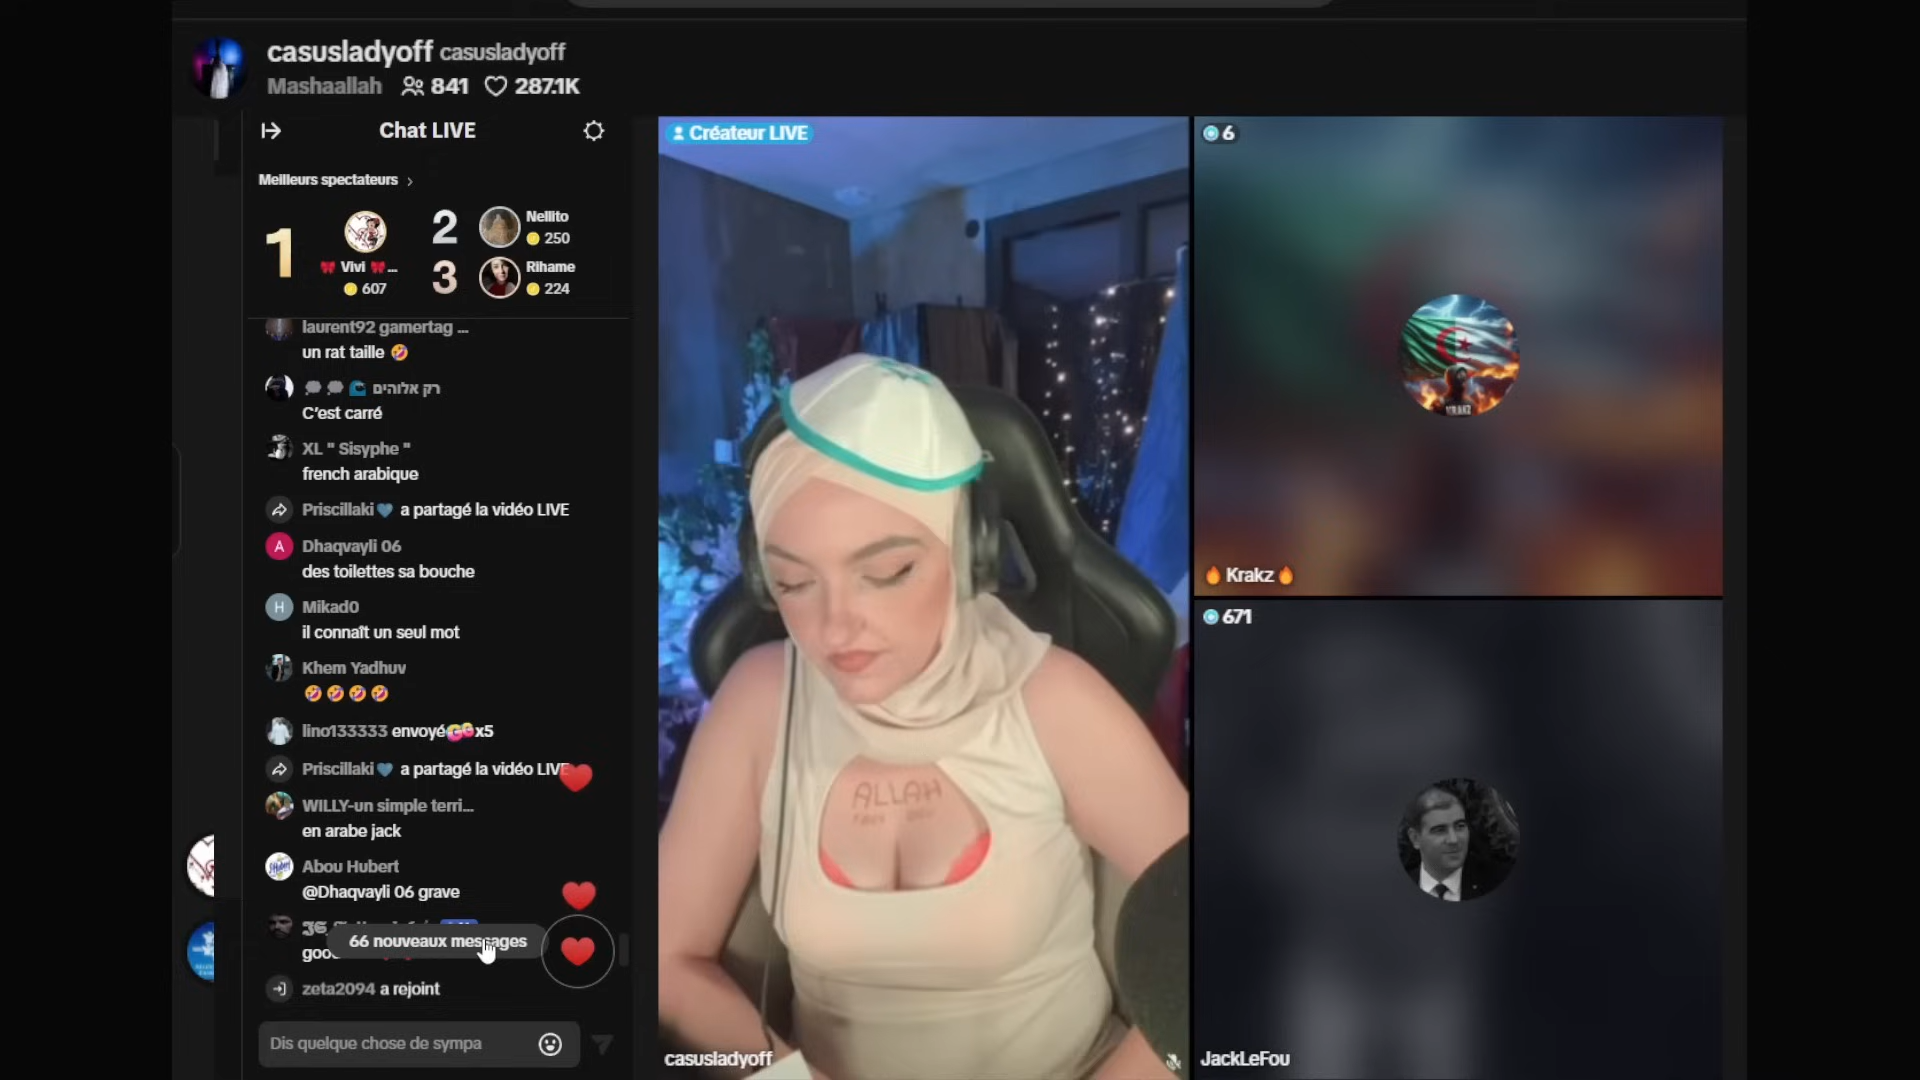 casusladyoff casusladyoff
Mashaallah 841 287.1K
Chat LIVE
Meilleurs spectateurs
1
Vivi ...
607
2
Nellito
250
3
Rihame
224
laurent92 gamertag ...
un rat taille 🤣
רק אלוהים
C'est carré
XL " Sisyphe "
french arabique
Priscillaki💙 a partagé la vidéo LIVE
A
Dhaqvayli 06
des toilettes sa bouche
H
Mikad0
il connaît un seul mot
Khem Yadhuv
🤣🤣🤣🤣
lino133333 envoyé x5
Priscillaki💙 a partagé la vidéo LIVE
WILLY-un simple terri...
en arabe jack
Abou Hubert
@Dhaqvayli 06 grave
66 nouveaux messages
zeta2094 a rejoint
Dis quelque chose de sympa
Créateur LIVE
ALLAH
casusladyoff
6
KRAKZ
🔥 Krakz 🔥
671
JackLeFou